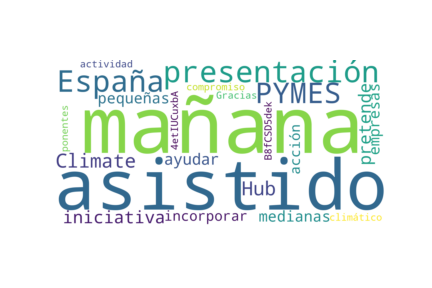 actividad
España
presentación
compromiso
pequeñas
Gracias
PYMES
mañana
ponentes
4etIUCuxbA
B8fCSD5dek
acción
pretende
empresas
Climate
ayudar
asistido
Hub
iniciativa
incorporar
medianas
climático